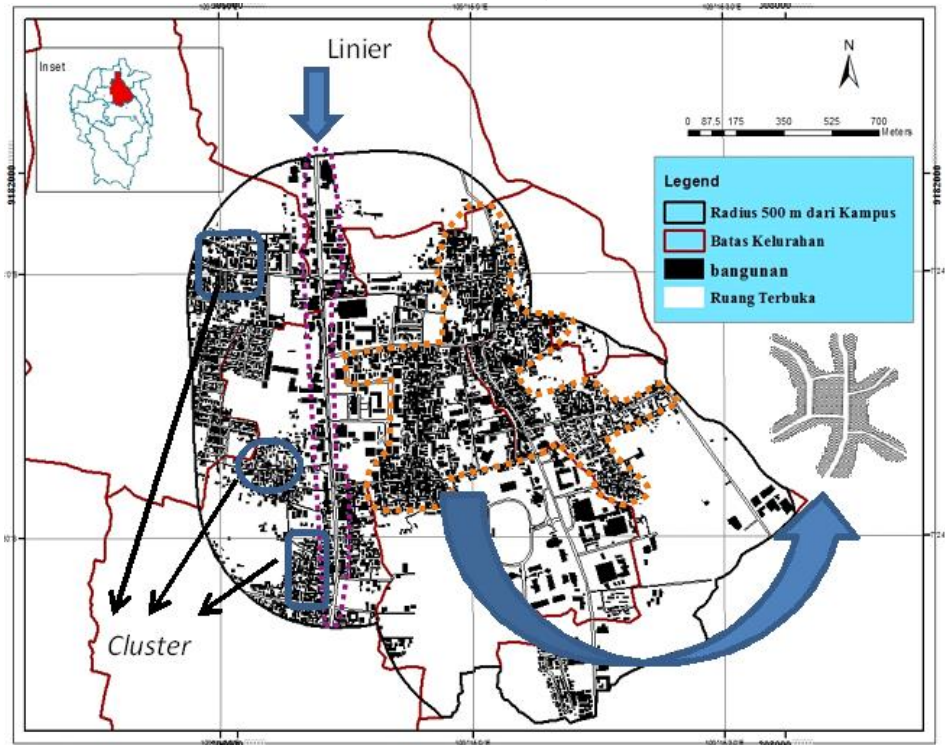 Linier
Inset
N
0 87,5 175 350 525 700
Meters
9182000
Legend
Radius 500 m dari Kampus
Batas Kelurahan
bangunan
Ruang Terbuka
Cluster